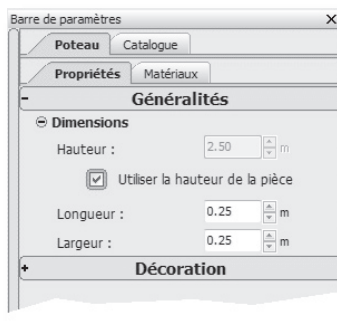 Barre de paramètres X
Poteau Catalogue
Propriétés Matériaux
- Généralités
Dimensions
Hauteur : 2.50 m
Utiliser la hauteur de la pièce
Longueur : 0.25 m
Largeur : 0.25 m
+ Décoration